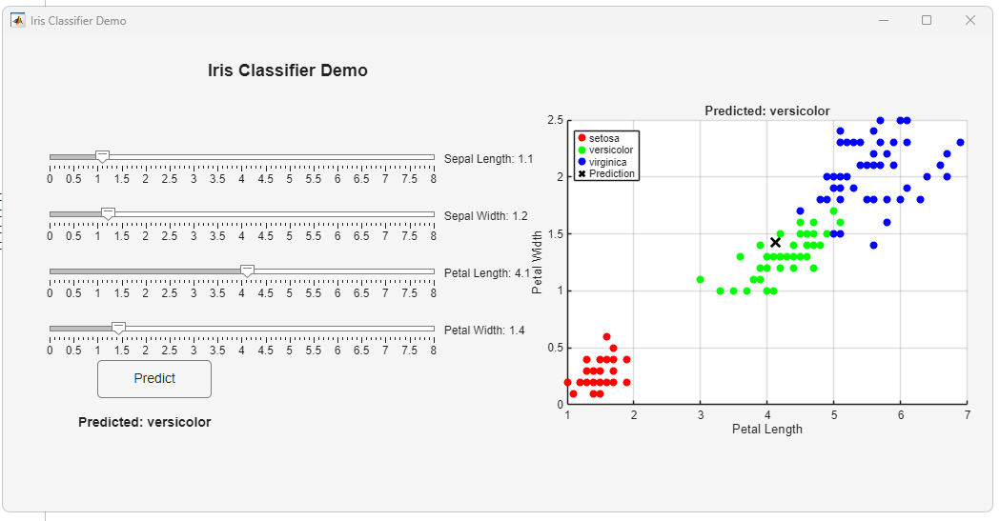 Iris Classifier Demo
Iris Classifier Demo
Sepal Length: 1.1
0 0.5 1 1.5 2 2.5 3 3.5 4 4.5 5 5.5 6 6.5 7 7.5 8
Sepal Width: 1.2
0 0.5 1 1.5 2 2.5 3 3.5 4 4.5 5 5.5 6 6.5 7 7.5 8
Petal Length: 4.1
0 0.5 1 1.5 2 2.5 3 3.5 4 4.5 5 5.5 6 6.5 7 7.5 8
Petal Width: 1.4
0 0.5 1 1.5 2 2.5 3 3.5 4 4.5 5 5.5 6 6.5 7 7.5 8
Predict
Predicted: versicolor
Predicted: versicolor
setosa
versicolor
virginica
Prediction
2.5
2
1.5
1
0.5
0
Petal Width
1 2 3 4 5 6 7
Petal Length